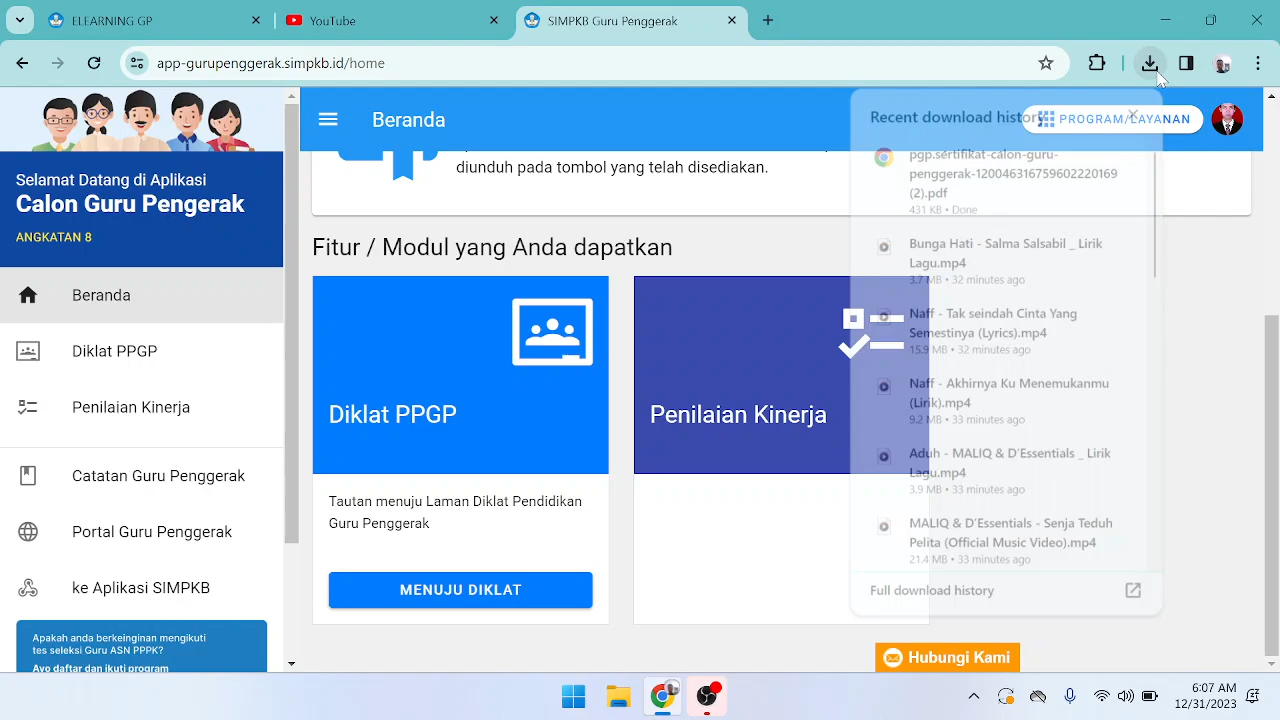 ELEARNING GP
YouTube
SIMPKB Guru Penggerak
app-gurupenggerak.simpkb.id/home
Selamat Datang di Aplikasi
Calon Guru Pengerak
ANGKATAN 8
Beranda
Diklat PPGP
Penilaian Kinerja
Catatan Guru Penggerak
Portal Guru Penggerak
ke Aplikasi SIMPKB
Apakah anda berkeinginan mengikuti
tes seleksi Guru ASN PPPK?
Ayo daftar dan ikuti program
Beranda
PROGRAM/LAYANAN
diunduh pada tombol yang telah disediakan.
Fitur / Modul yang Anda dapatkan
Diklat PPGP
Tautan menuju Laman Diklat Pendidikan
Guru Penggerak
MENUJU DIKLAT
Penilaian Kinerja
Recent download history
pgp.sertifikat-calon-guru-
penggerak-120046316759602220169
(2).pdf
431 KB • Done
Bunga Hati - Salma Salsabil _ Lirik
Lagu.mp4
3.7 MB • 32 minutes ago
Naff - Tak seindah Cinta Yang
Semestinya (Lyrics).mp4
15.9 MB • 32 minutes ago
Naff - Akhirnya Ku Menemukanmu
(Lirik).mp4
9.2 MB • 33 minutes ago
Aduh - MALIQ & D'Essentials _ Lirik
Lagu.mp4
3.9 MB • 33 minutes ago
MALIQ & D'Essentials - Senja Teduh
Pelita (Official Music Video).mp4
21.4 MB • 33 minutes ago
Full download history
Hubungi Kami
6:07 AM
12/31/2023